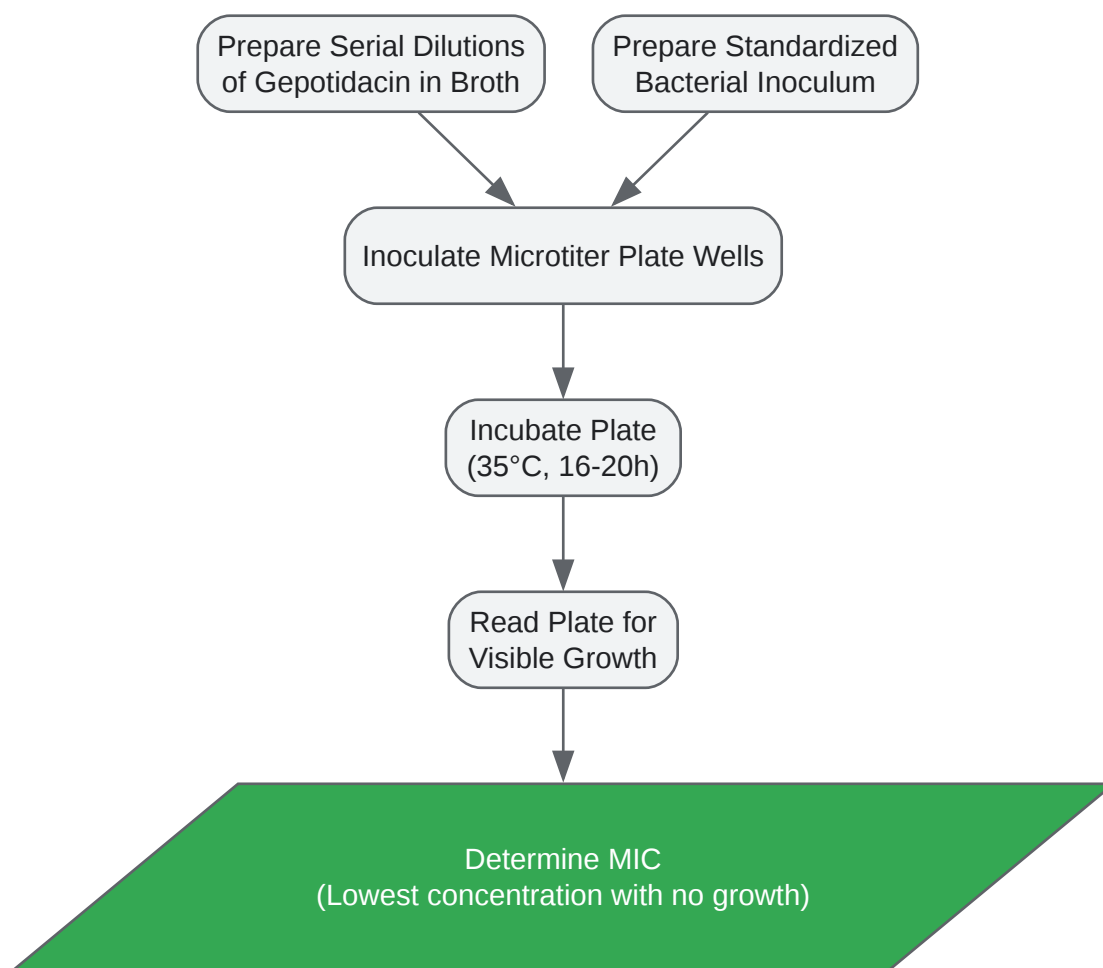 Prepare Serial Dilutions
of Gepotidacin in Broth
Prepare Standardized
Bacterial Inoculum
Inoculate Microtiter Plate Wells
Incubate Plate
(35°C, 16-20h)
Read Plate for
Visible Growth
Determine MIC
(Lowest concentration with no growth)